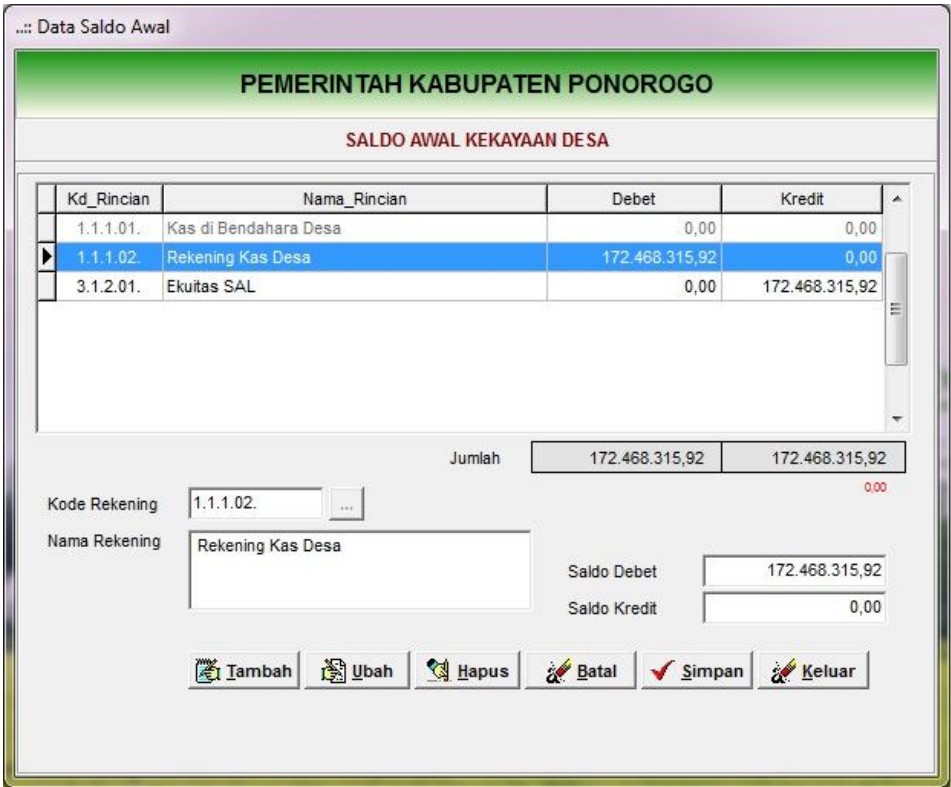 ..:: Data Saldo Awal
PEMERINTAH KABUPATEN PONOROGO
SALDO AWAL KEKAYAAN DESA
Kd_Rincian Nama_Rincian Debet Kredit
1.1.1.01. Kas di Bendahara Desa 0,00 0,00
1.1.1.02. Rekening Kas Desa 172.468.315,92 0,00
3.1.2.01. Ekuitas SAL 0,00 172.468.315,92
Jumlah 172.468.315,92 172.468.315,92
0,00
Kode Rekening 1.1.1.02. ...
Nama Rekening Rekening Kas Desa
Saldo Debet 172.468.315,92
Saldo Kredit 0,00
Tambah Ubah Hapus Batal Simpan Keluar